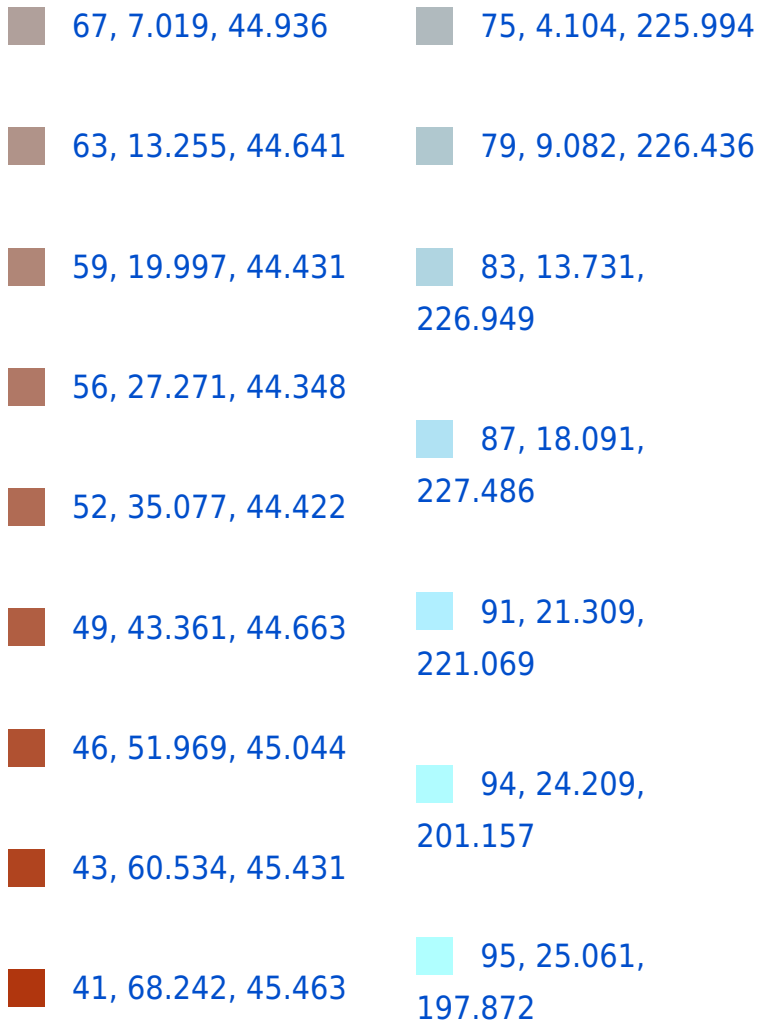 67, 7.019, 44.936
63, 13.255, 44.641
59, 19.997, 44.431
56, 27.271, 44.348
52, 35.077, 44.422
49, 43.361, 44.663
46, 51.969, 45.044
43, 60.534, 45.431
41, 68.242, 45.463
75, 4.104, 225.994
79, 9.082, 226.436
83, 13.731,
226.949
87, 18.091,
227.486
91, 21.309,
221.069
94, 24.209,
201.157
95, 25.061,
197.872